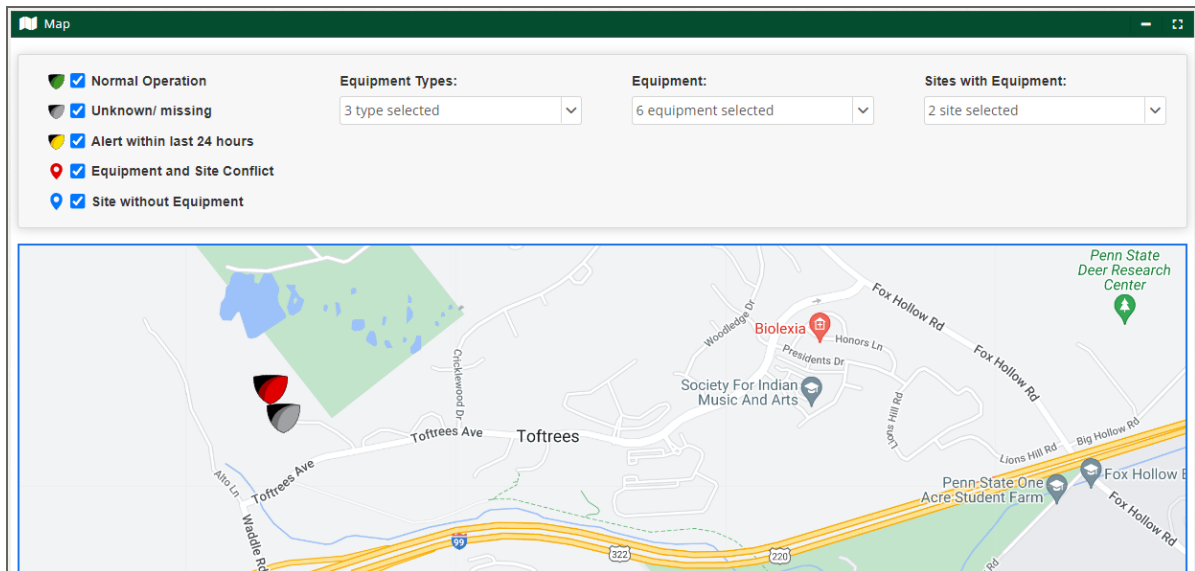 Map
Normal Operation
Unknown/ missing
Alert within last 24 hours
Equipment and Site Conflict
Site without Equipment
Equipment Types:
3 type selected
Equipment:
6 equipment selected
Sites with Equipment:
2 site selected
Penn State
Deer Research
Center
Fox Hollow Rd
Woodledge Dr
Biolexia
Honors Ln
Presidents Dr
Fox Hollow Rd
Cricklewood Dr
Society For Indian
Music And Arts
Lions Hill Rd
Toftrees Ave
Toftrees
Big Hollow Rd
Lions Hill Rd
Toftrees Ave
Alto Ln
Penn State One
Acre Student Farm
Fox Hollow E
Fox Hollow Rd
Waddle Rd
99
322
220
Rd